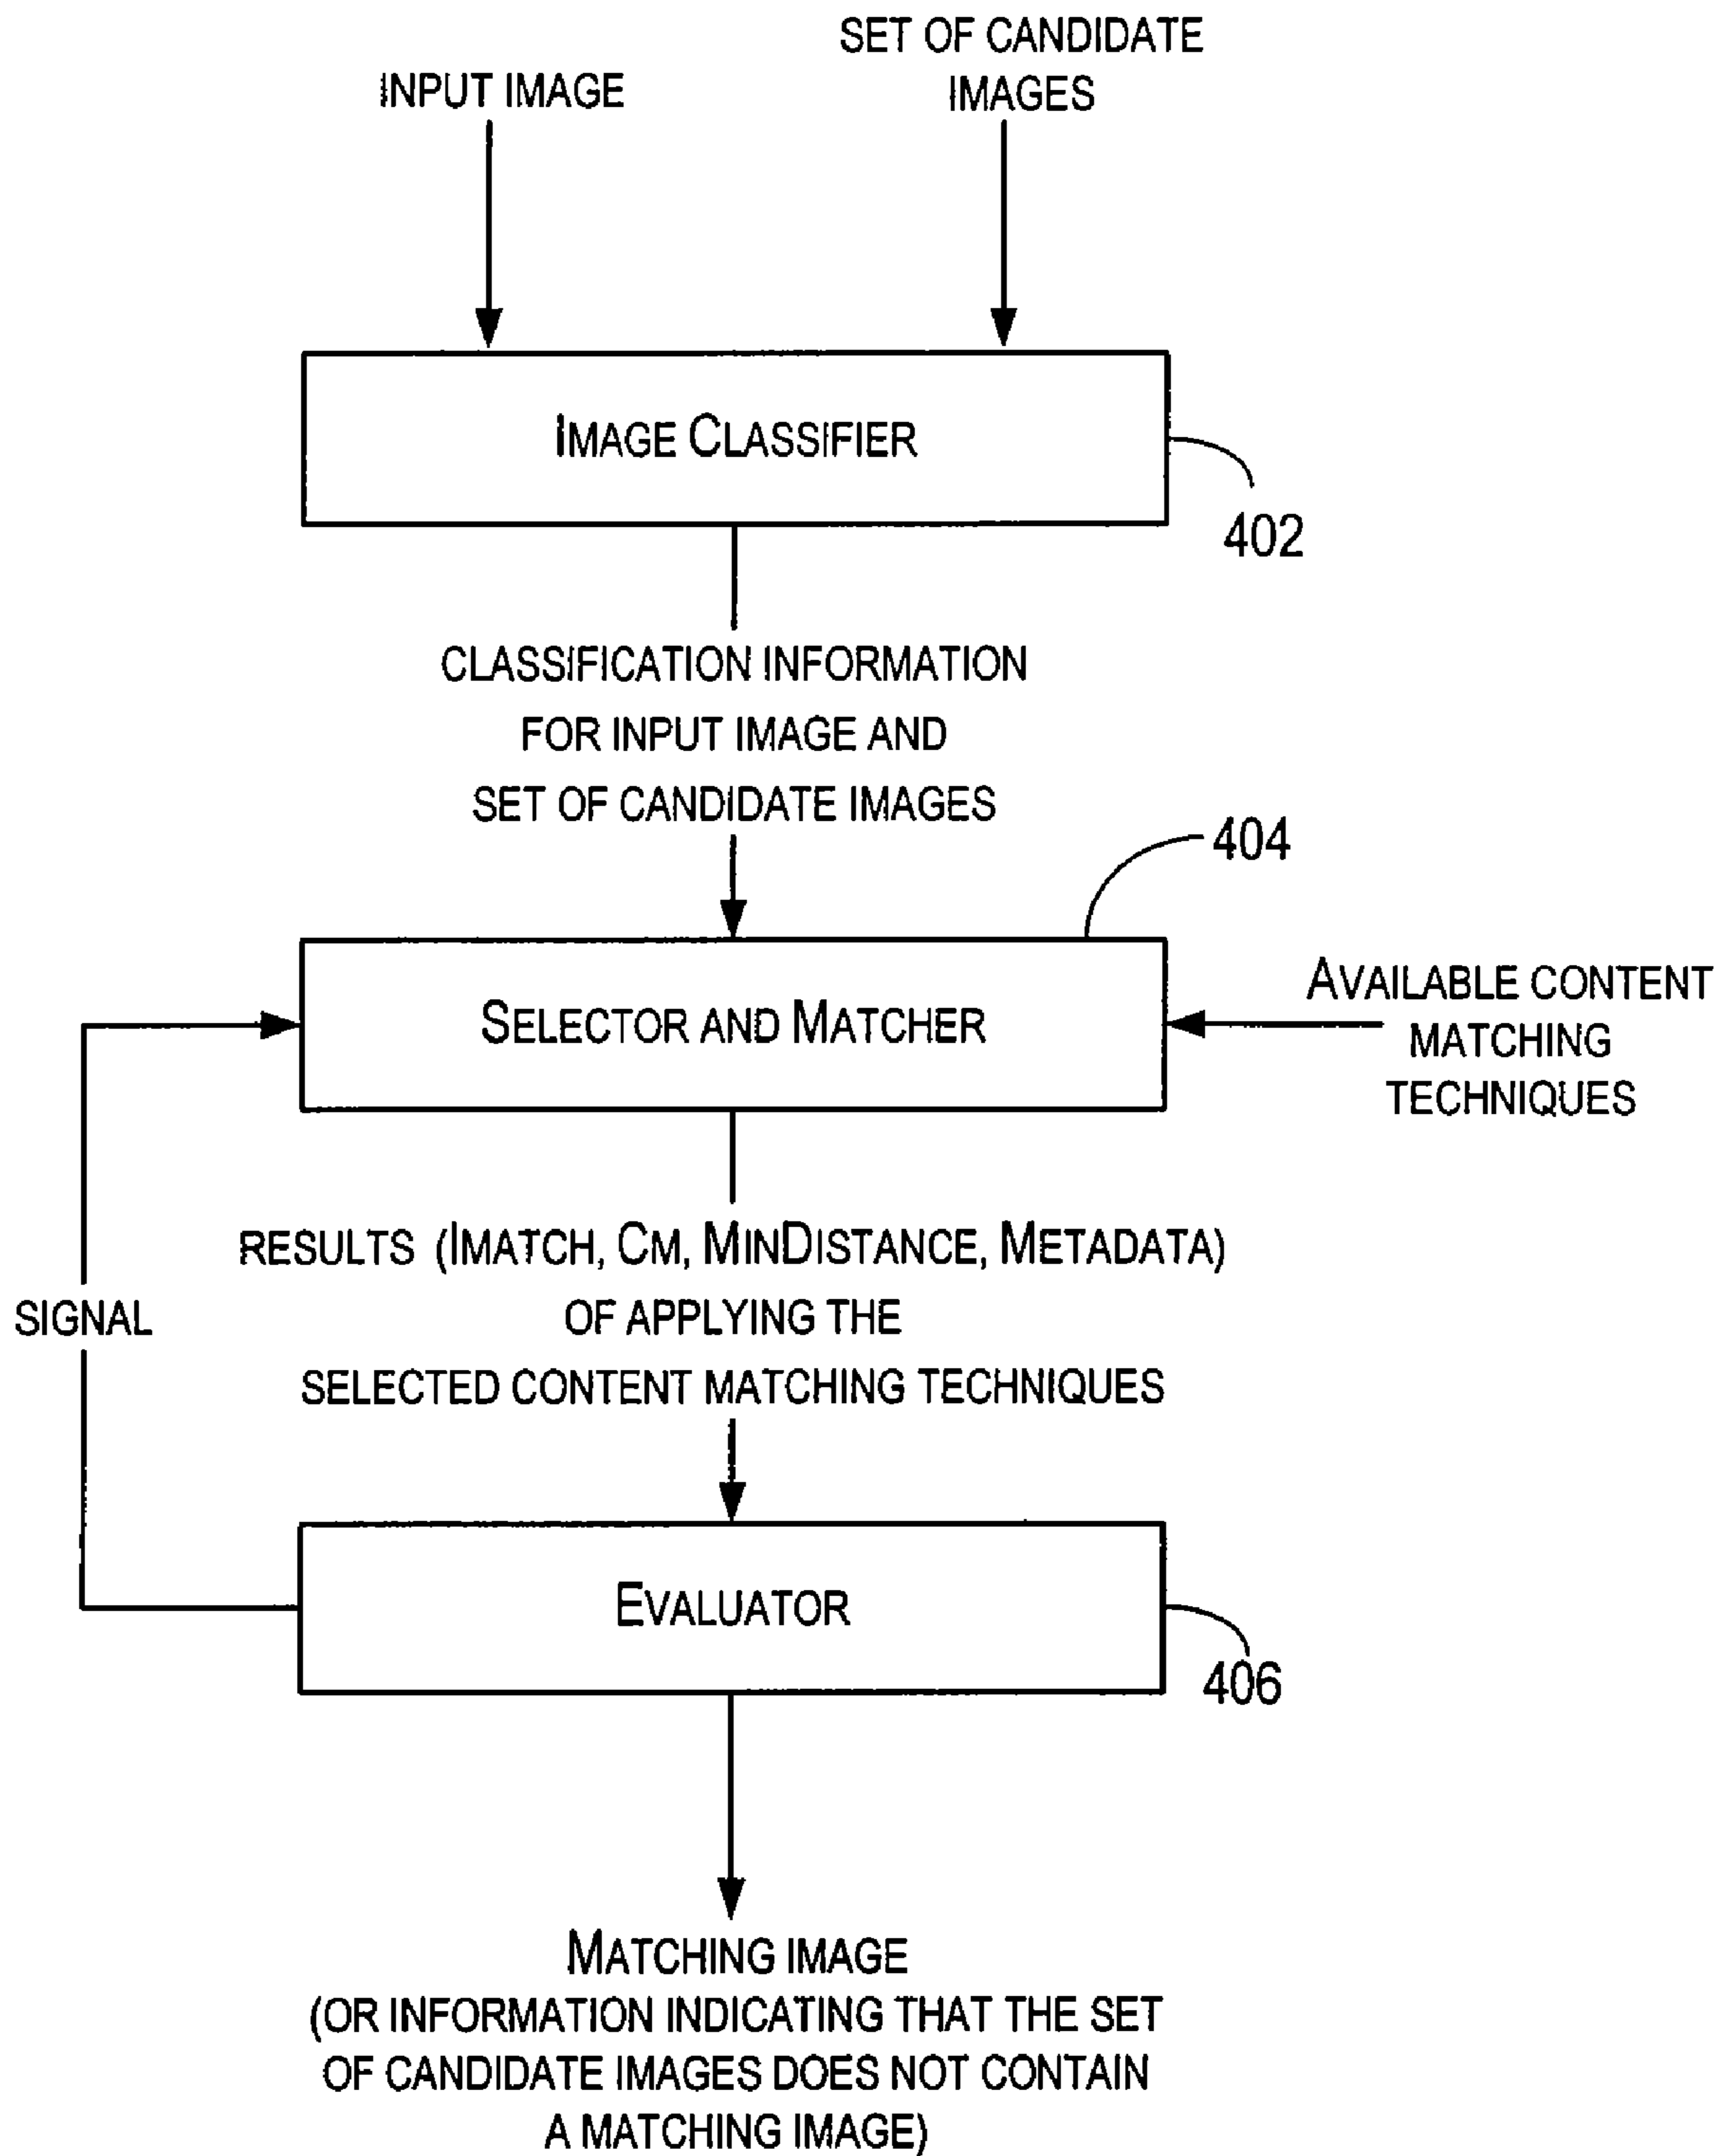 INPUT IMAGE
SET OF CANDIDATE
IMAGES
IMAGE CLASSIFIER
402
CLASSIFICATION INFORMATION
FOR INPUT IMAGE AND
SET OF CANDIDATE IMAGES
404
SELECTOR AND MATCHER
AVAILABLE CONTENT
MATCHING
TECHNIQUES
RESULTS (IMATCH, CM, MINDISTANCE, METADATA)
OF APPLYING THE
SELECTED CONTENT MATCHING TECHNIQUES
SIGNAL
EVALUATOR
406
MATCHING IMAGE
(OR INFORMATION INDICATING THAT THE SET
OF CANDIDATE IMAGES DOES NOT CONTAIN
A MATCHING IMAGE)